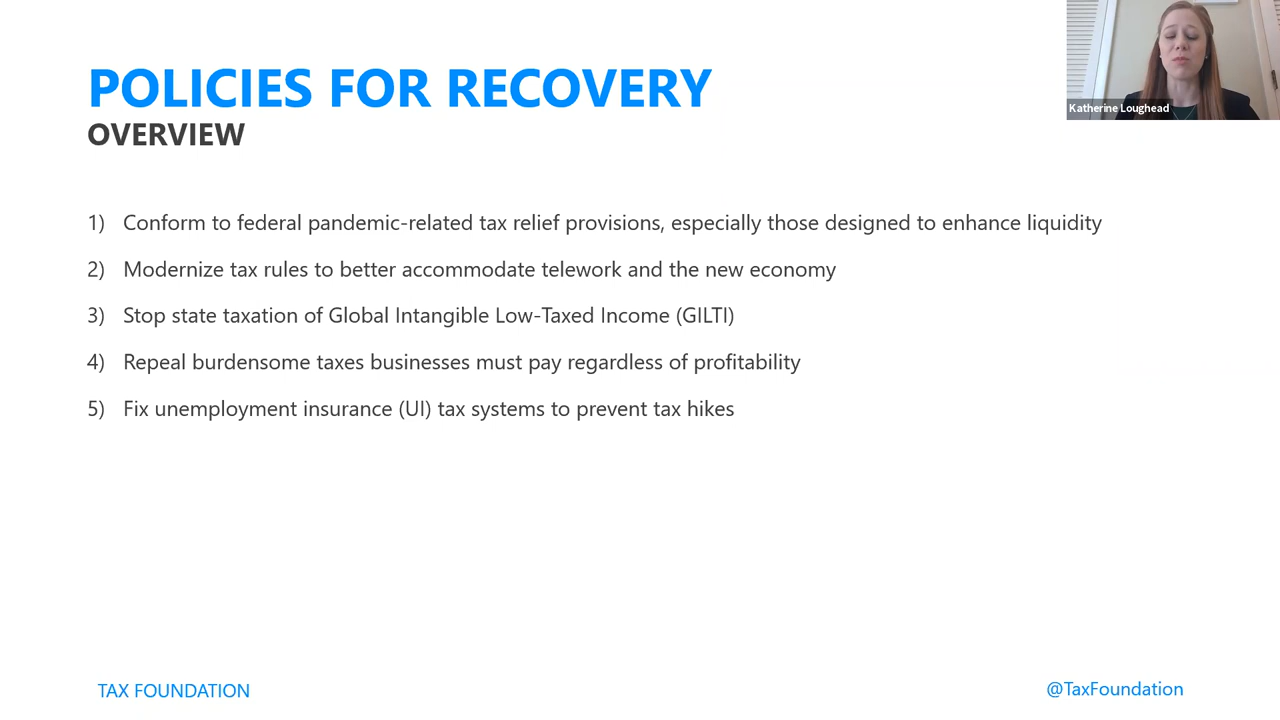 POLICIES FOR RECOVERY
OVERVIEW
Katherine Loughead
1) Conform to federal pandemic-related tax relief provisions, especially those designed to enhance liquidity
2) Modernize tax rules to better accommodate telework and the new economy
3) Stop state taxation of Global Intangible Low-Taxed Income (GILTI)
4) Repeal burdensome taxes businesses must pay regardless of profitability
5) Fix unemployment insurance (UI) tax systems to prevent tax hikes
TAX FOUNDATION
@TaxFoundation